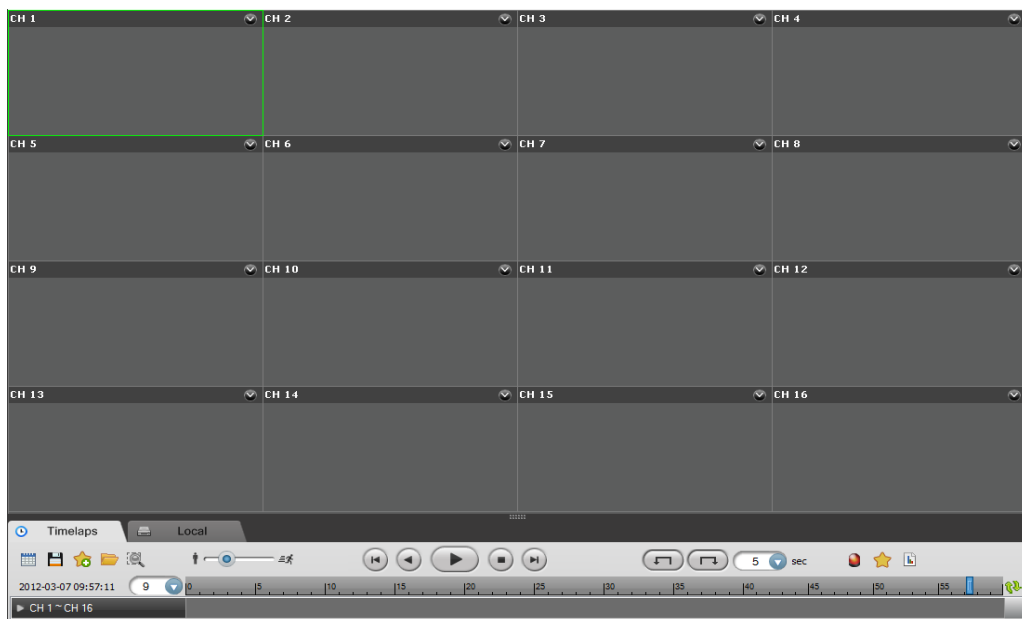 CH 1 CH 2 CH 3 CH 4
CH 5 CH 6 CH 7 CH 8
CH 9 CH 10 CH 11 CH 12
CH 13 CH 14 CH 15 CH 16
Timelaps Local
5 sec
2012-03-07 09:57:11 9 0 5 10 15 20 25 30 35 40 45 50 55
CH 1 ~ CH 16